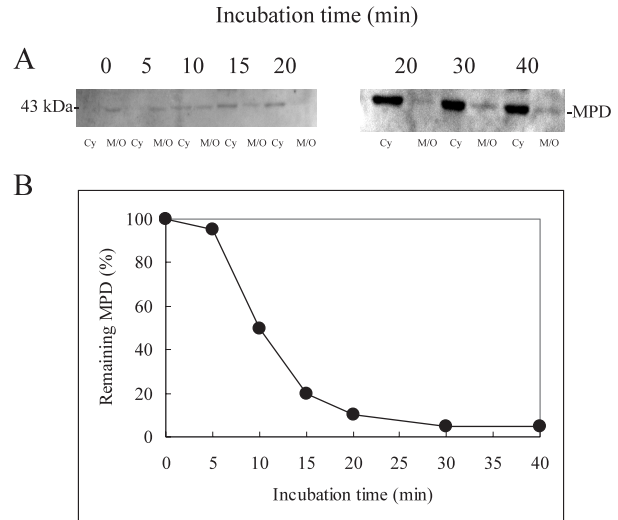 Incubation time (min)
A
0 5 10 15 20 20 30 40
43 kDa- -MPD
Cy M/O Cy M/O Cy M/O Cy M/O Cy M/O Cy M/O Cy M/O Cy M/O
B
100
80
60
40
20
0
Remaining MPD (%)
0 5 10 15 20 25 30 35 40
Incubation time (min)